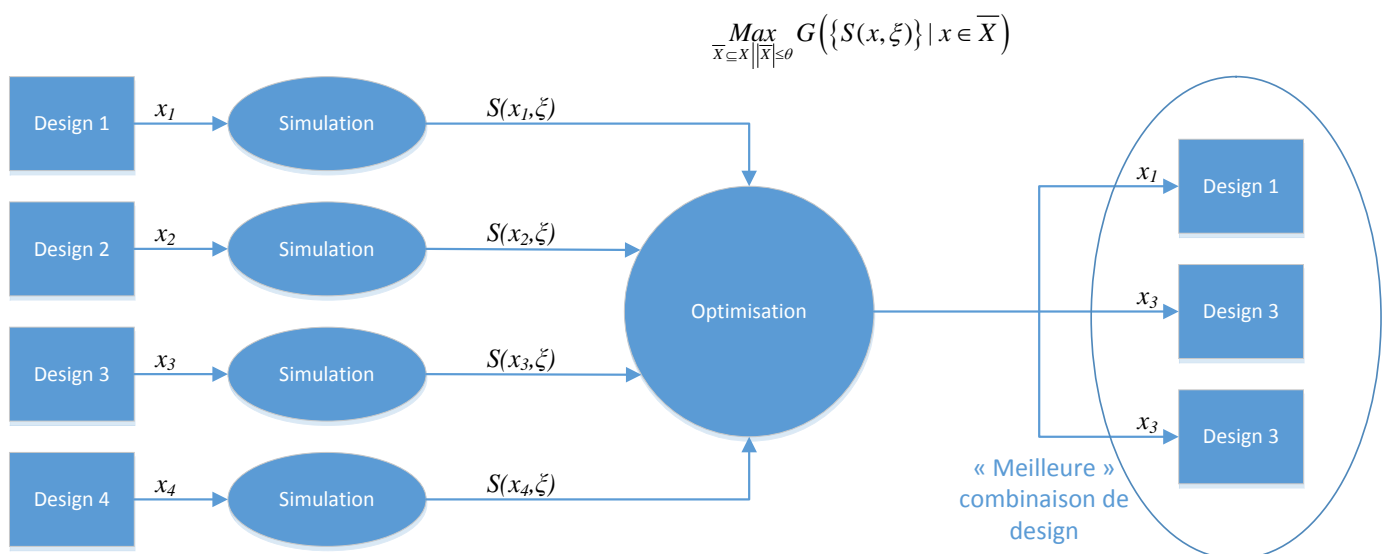 Max G({S(x,ξ)} | x ∈ X̅)
X̅⊆X||X̅|≤θ
Design 1
x₁
Simulation
S(x₁,ξ)
Design 2
x₂
Simulation
S(x₂,ξ)
Design 3
x₃
Simulation
S(x₃,ξ)
Design 4
x₄
Simulation
S(x₄,ξ)
Optimisation
x₁
Design 1
x₃
Design 3
x₃
Design 3
« Meilleure »
combinaison de
design